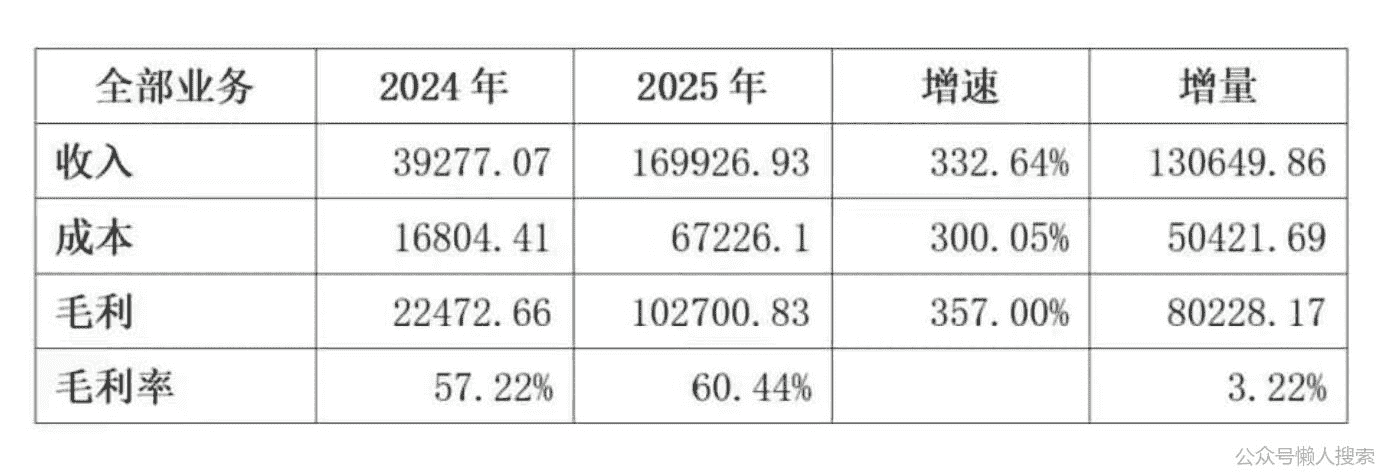 全部业务 2024年 2025年 增速 增量
收入 39277.07 169926.93 332.64% 130649.86
成本 16804.41 67226.1 300.05% 50421.69
毛利 22472.66 102700.83 357.00% 80228.17
毛利率 57.22% 60.44% 3.22%
公众号懒人搜索